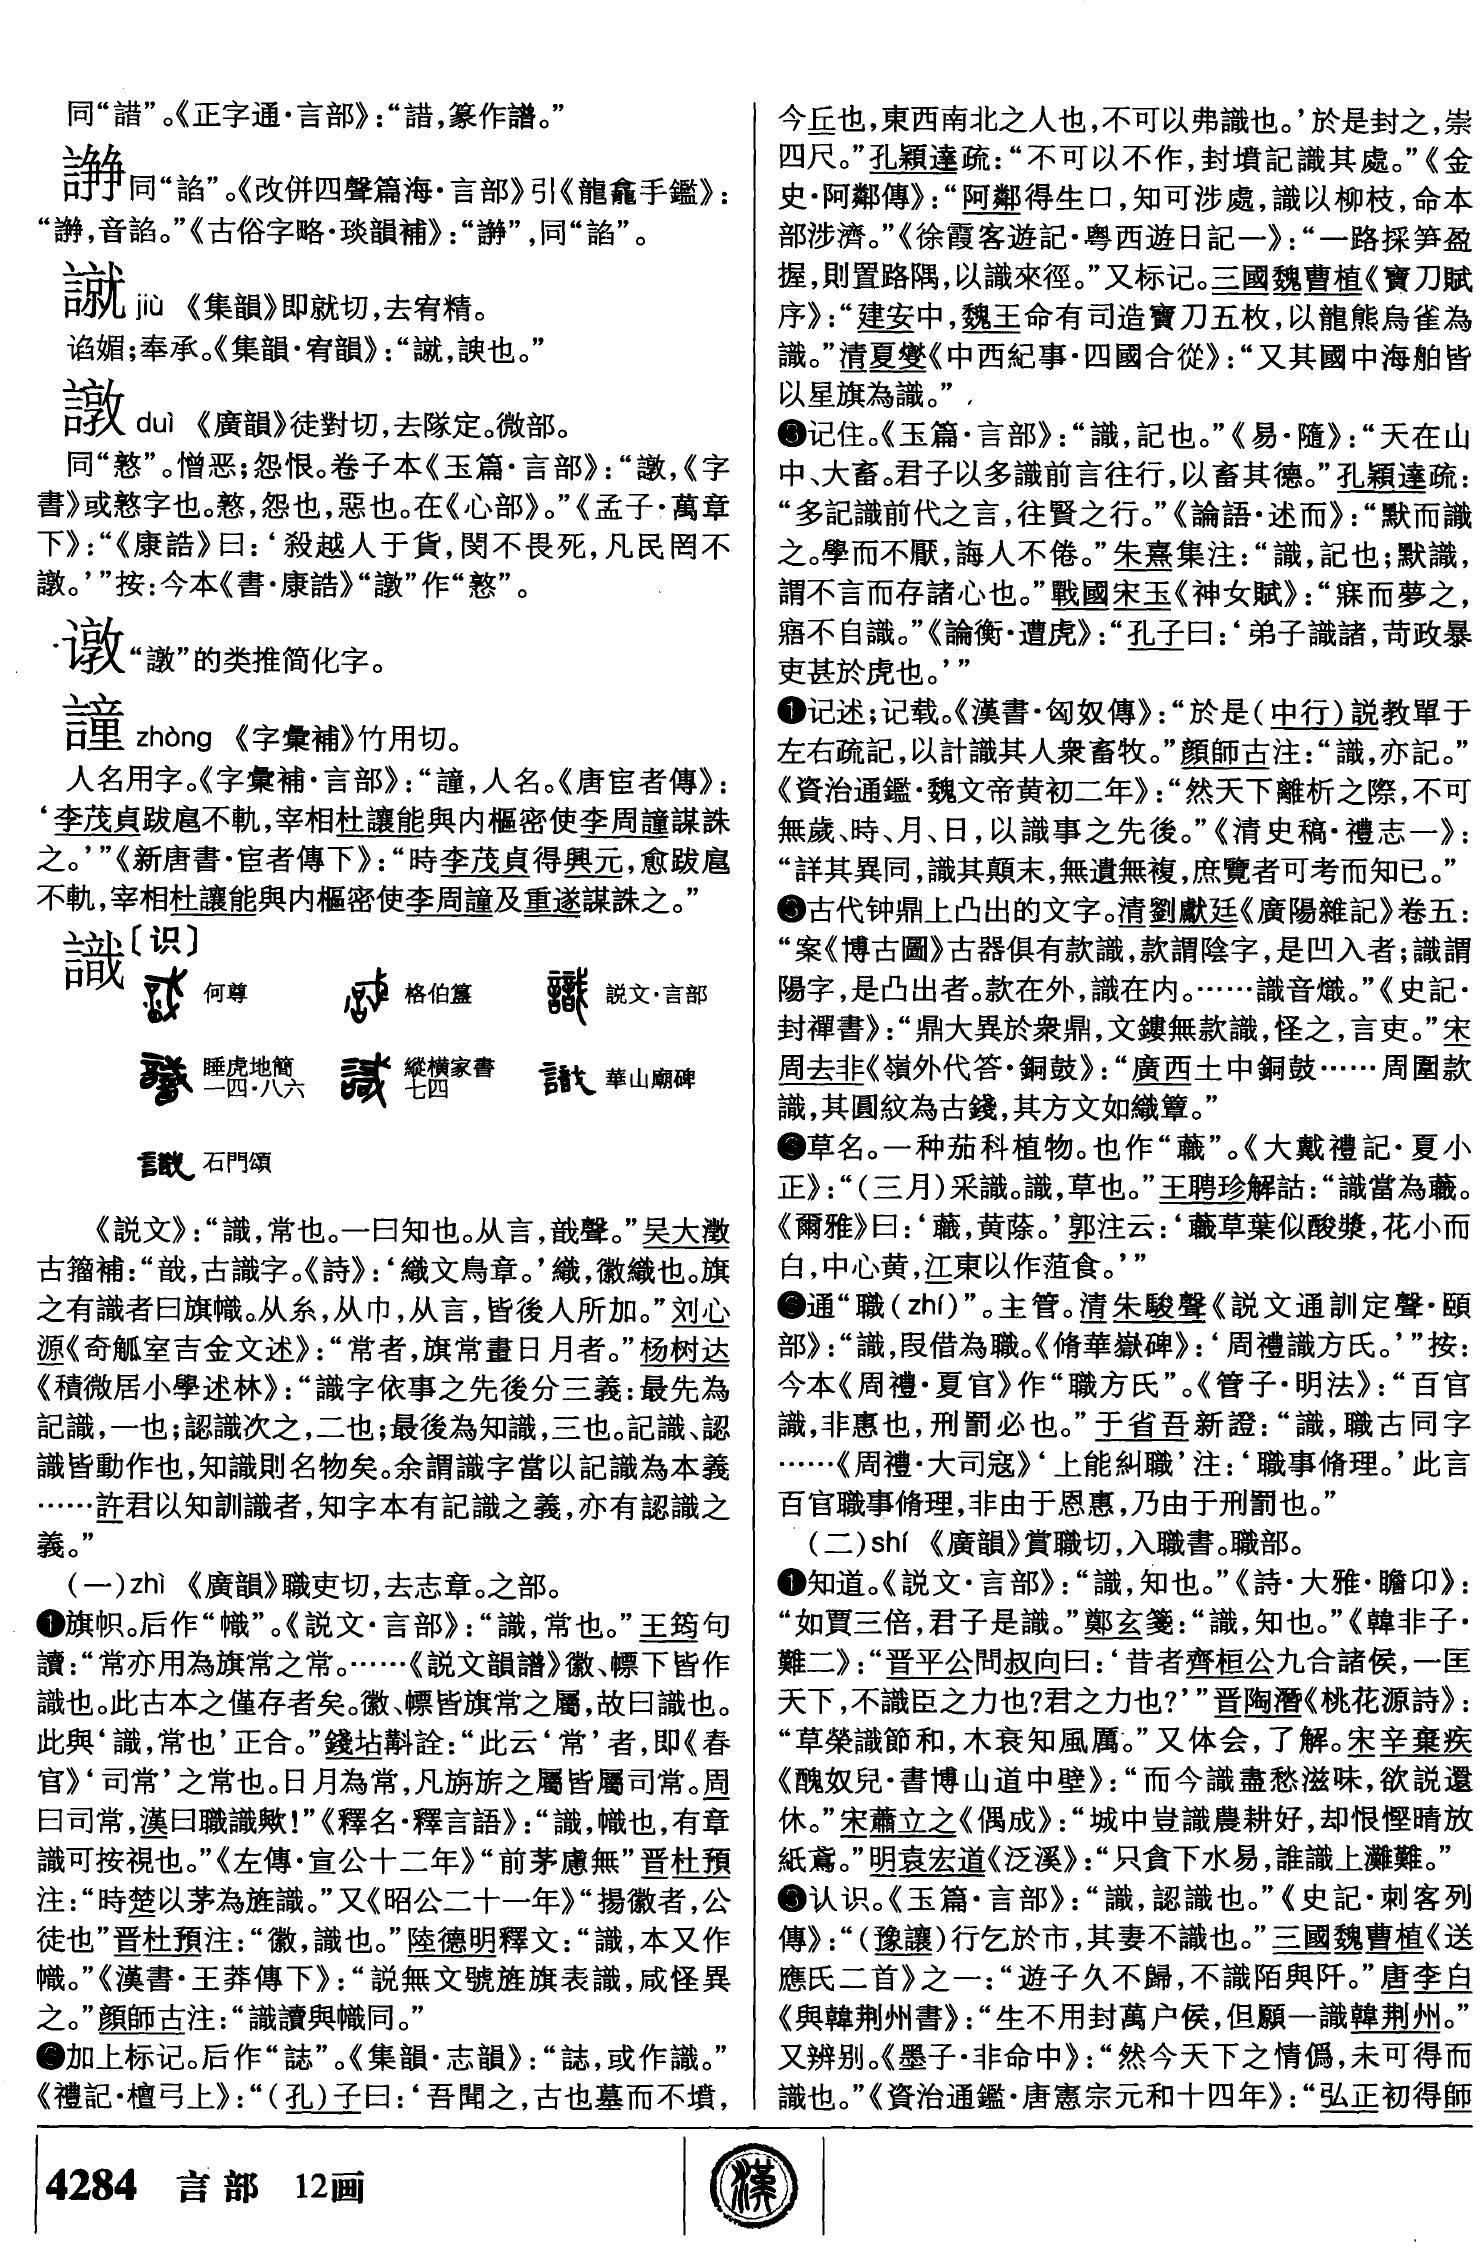 同“諎”。《正字通·言部》：“諎，篆作譜。”
同“諂”。《改併四聲篇海·言部》引《龍龕手鑑》：
音諂。”《古俗字略·琰韻補》：同“諂”。
jiù 《集韻》即就切，去宥精。
谄媚；奉承。《集韻·宥韻》：諛也。”
譈 duì 《廣韻》徒對切，去隊定。微部。
同“憝”。憎恶；怨恨。卷子本《玉篇·言部》：“譈，《字
書》或憝字也。憝，怨也，惡也。在《心部》。”《孟子·萬章
下》：“《康誥》曰：‘殺越人于貨，閔不畏死，凡民罔不
譈。’”按：今本《書·康誥》“譈”作“憝”。
“譈”的类推简化字。
zhòng 《字彙補》竹用切。
人名用字。《字彙補·言部》：“𧬤，人名。《唐宦者傳》：
‘李茂貞跋扈不軌，宰相杜讓能與内樞密使李周𧬤謀誅
之。’”《新唐書·宦者傳下》：“時李茂貞得興元，愈跋扈
不軌，宰相杜讓能與内樞密使李周𧬤及重遂謀誅之。”
識〔识〕
何尊 格伯簋 説文·言部
睡虎地簡一四·八六 縱横家書七四 華山廟碑
石門頌
《説文》：“識，常也。一曰知也。从言，戠聲。”吴大澂
古籀補：“戠，古識字。《詩》：‘織文鳥章。’織，徽織也。旗
之有識者曰旗幟。从糸，从巾，从言，皆後人所加。”刘心
源《奇觚室吉金文述》：“常者，旗常畫日月者。”杨树达
《積微居小學述林》：“識字依事之先後分三義：最先為
記識，一也；認識次之，二也；最後為知識，三也。記識、認
識皆動作也，知識則名物矣。余謂識字當以記識為本義
……許君以知訓識者，知字本有記識之義，亦有認識之
義。”
（一）zhì 《廣韻》職吏切，去志章。之部。
❶旗帜。后作“幟”。《説文·言部》：“識，常也。”王筠句
讀：“常亦用為旗常之常。……《説文韻譜》徽、幖下皆作
識也。此古本之僅存者矣。徽、幖皆旗常之屬，故曰識也。
此與‘識，常也’正合。”錢坫斠詮：“此云‘常’者，即《春
官》‘司常’之常也。日月為常，凡旃旂之屬皆屬司常。周
曰司常，漢曰職識歟！”《釋名·釋言語》：“識，幟也，有章
識可按視也。”《左傳·宣公十二年》“前茅慮無”晋杜預
注：“時楚以茅為旌識。”又《昭公二十一年》“揚徽者，公
徒也”晋杜預注：“徽，識也。”陸德明釋文：“識，本又作
幟。”《漢書·王莽傳下》：“説無文號旌旗表識，咸怪異
之。”顔師古注：“識讀與幟同。”
❷加上标记。后作“誌”。《集韻·志韻》：“誌，或作識。”
《禮記·檀弓上》：“（孔）子曰：‘吾聞之，古也墓而不墳，
今丘也，東西南北之人也，不可以弗識也。’於是封之，崇
四尺。”孔穎達疏：“不可以不作，封墳記識其處。”《金
史·阿鄰傳》：“阿鄰得生口，知可涉處，識以柳枝，命本
部涉濟。”《徐霞客遊記·粤西遊日記一》：“一路採笋盈
握，則置路隅，以識來徑。”又标记。三國魏曹植《寶刀賦
序》：“建安中，魏王命有司造寶刀五枚，以龍熊鳥雀為
識。”清夏燮《中西紀事·四國合從》：“又其國中海舶皆
以星旗為識。”
❸记住。《玉篇·言部》：“識，記也。”《易·隨》：“天在山
中、大畜。君子以多識前言往行，以畜其德。”孔穎達疏：
“多記識前代之言，往賢之行。”《論語·述而》：“默而識
之。學而不厭，誨人不倦。”朱熹集注：“識，記也；默識，
謂不言而存諸心也。”戰國宋玉《神女賦》：“寐而夢之，
寤不自識。”《論衡·遭虎》：“孔子曰：‘弟子識諸，苛政暴
吏甚於虎也。’”
❹记述；记载。《漢書·匈奴傳》：“於是（中行）説教單于
左右疏記，以計識其人衆畜牧。”顔師古注：“識，亦記。”
《資治通鑑·魏文帝黄初二年》：“然天下離析之際，不可
無歲、時、月、日，以識事之先後。”《清史稿·禮志一》：
“詳其異同，識其顛末，無遺無複，庶覽者可考而知已。”
❺古代钟鼎上凸出的文字。清劉獻廷《廣陽雜記》卷五：
“案《博古圖》古器俱有款識，款謂陰字，是凹入者；識謂
陽字，是凸出者。款在外，識在内。……識音熾。”《史記·
封禪書》：“鼎大異於衆鼎，文鏤無款識，怪之，言吏。”宋
周去非《嶺外代答·銅鼓》：“廣西土中銅鼓……周圍款
識，其圓紋為古錢，其方文如織簟。”
❻草名。一种茄科植物。也作“蘵”。《大戴禮記·夏小
正》：“（三月）采識。識，草也。”王聘珍解詁：“識當為蘵。
《爾雅》曰：‘蘵，黄蒢。’郭注云：‘蘵草葉似酸漿，花小而
白，中心黄，江東以作菹食。’”
❼通“職（zhí）”。主管。清朱駿聲《説文通訓定聲·頤
部》：“識，叚借為職。《脩華嶽碑》：‘周禮識方氏。’”按：
今本《周禮·夏官》作“職方氏”。《管子·明法》：“百官
識，非惠也，刑罰必也。”于省吾新證：“識，職古同字
……《周禮·大司寇》‘上能糾職’注：‘職事脩理。’此言
百官職事脩理，非由于恩惠，乃由于刑罰也。”
（二）shí 《廣韻》賞職切，入職書。職部。
❶知道。《説文·言部》：“識，知也。”《詩·大雅·瞻卬》：
“如賈三倍，君子是識。”鄭玄箋：“識，知也。”《韓非子·
難二》：“晋平公問叔向曰：‘昔者齊桓公九合諸侯，一匡
天下，不識臣之力也？君之力也？’”晋陶潛《桃花源詩》：
“草榮識節和，木衰知風厲。”又体会，了解。宋辛棄疾
《醜奴兒·書博山道中壁》：“而今識盡愁滋味，欲説還
休。”宋蕭立之《偶成》：“城中豈識農耕好，却恨慳晴放
紙鳶。”明袁宏道《泛溪》：“只貪下水易，誰識上灘難。”
❷认识。《玉篇·言部》：“識，認識也。”《史記·刺客列
傳》：“（豫讓）行乞於市，其妻不識也。”三國魏曹植《送
應氏二首》之一：“遊子久不歸，不識陌與阡。”唐李白
《與韓荆州書》：“生不用封萬户侯，但願一識韓荆州。”
又辨别。《墨子·非命中》：“然今天下之情僞，未可得而
識也。”《資治通鑑·唐憲宗元和十四年》：“弘正初得師
4284 言部 12画
漢